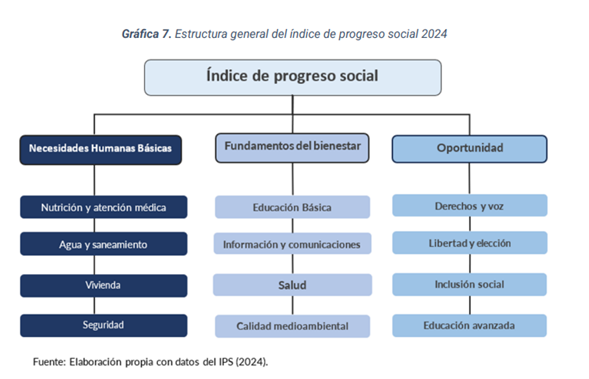 Gráfica 7. Estructura general del índice de progreso social 2024
Índice de progreso social
Necesidades Humanas Básicas
Fundamentos del bienestar
Oportunidad
Nutrición y atención médica
Educación Básica
Derechos y voz
Agua y saneamiento
Información y comunicaciones
Libertad y elección
Vivienda
Salud
Inclusión social
Seguridad
Calidad medioambiental
Educación avanzada
Fuente: Elaboración propia con datos del IPS (2024).